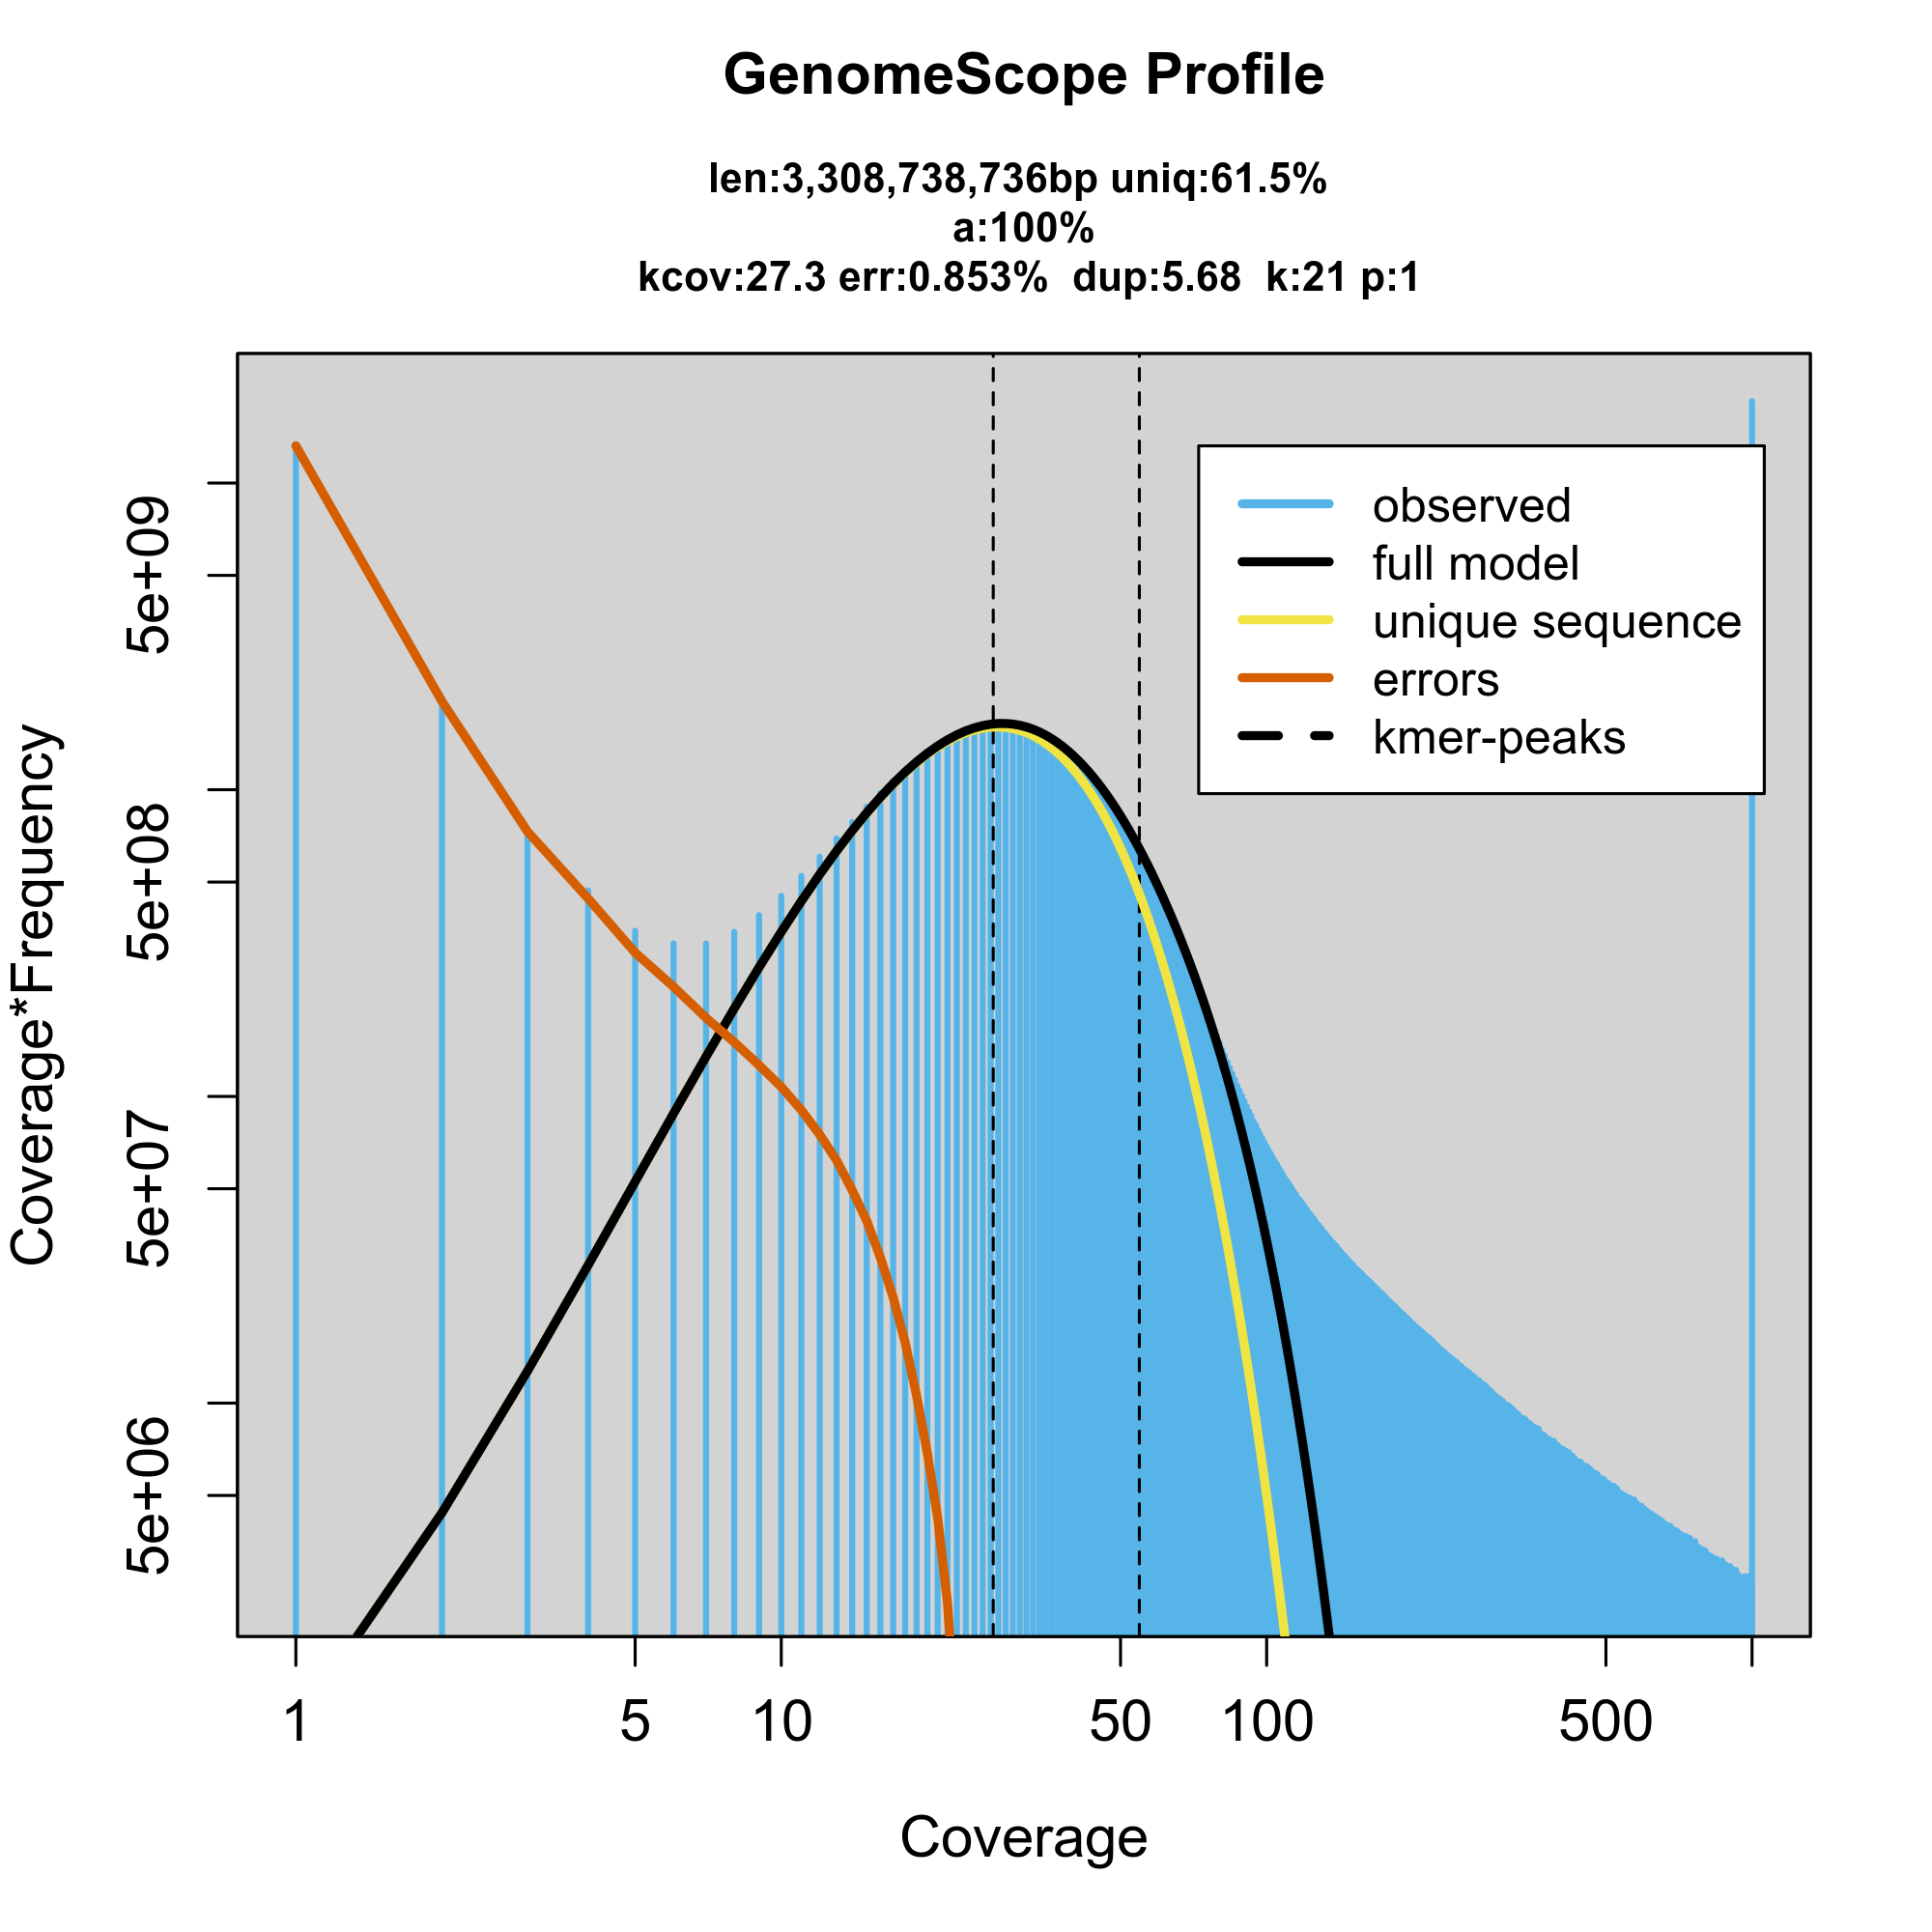 GenomeScope Profile
len:3,308,738,736bp uniq:61.5%
a:100%
kcov:27.3 err:0.853% dup:5.68 k:21 p:1
Coverage*Frequency
5e+09
5e+08
5e+07
5e+06
observed
full model
unique sequence
errors
kmer-peaks
1 5 10 50 100 500
Coverage